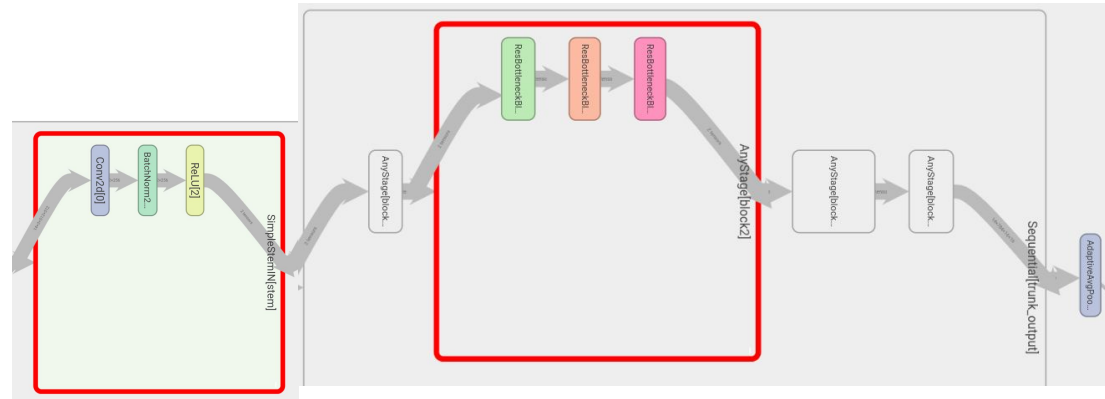 Conv2d[0]
BatchNorm2...
ReLU[2]
SimpleStemIN[stem]
AnyStage[block...
ResBottleneckBl...
ResBottleneckBl...
ResBottleneckBl...
AnyStage[block2]
AnyStage[block...
AnyStage[block...
Sequential[trunk_output]
AdaptiveAvgPoo...